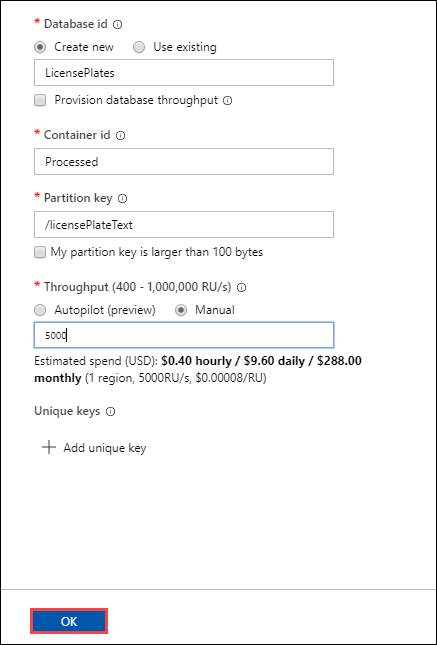 * Database id
Create new Use existing
LicensePlates
Provision database throughput
* Container id
Processed
* Partition key
/licensePlateText
My partition key is larger than 100 bytes
* Throughput (400 - 1,000,000 RU/s)
Autopilot (preview) Manual
5000
Estimated spend (USD): $0.40 hourly / $9.60 daily / $288.00
monthly (1 region, 5000RU/s, $0.00008/RU)
Unique keys
Add unique key
OK